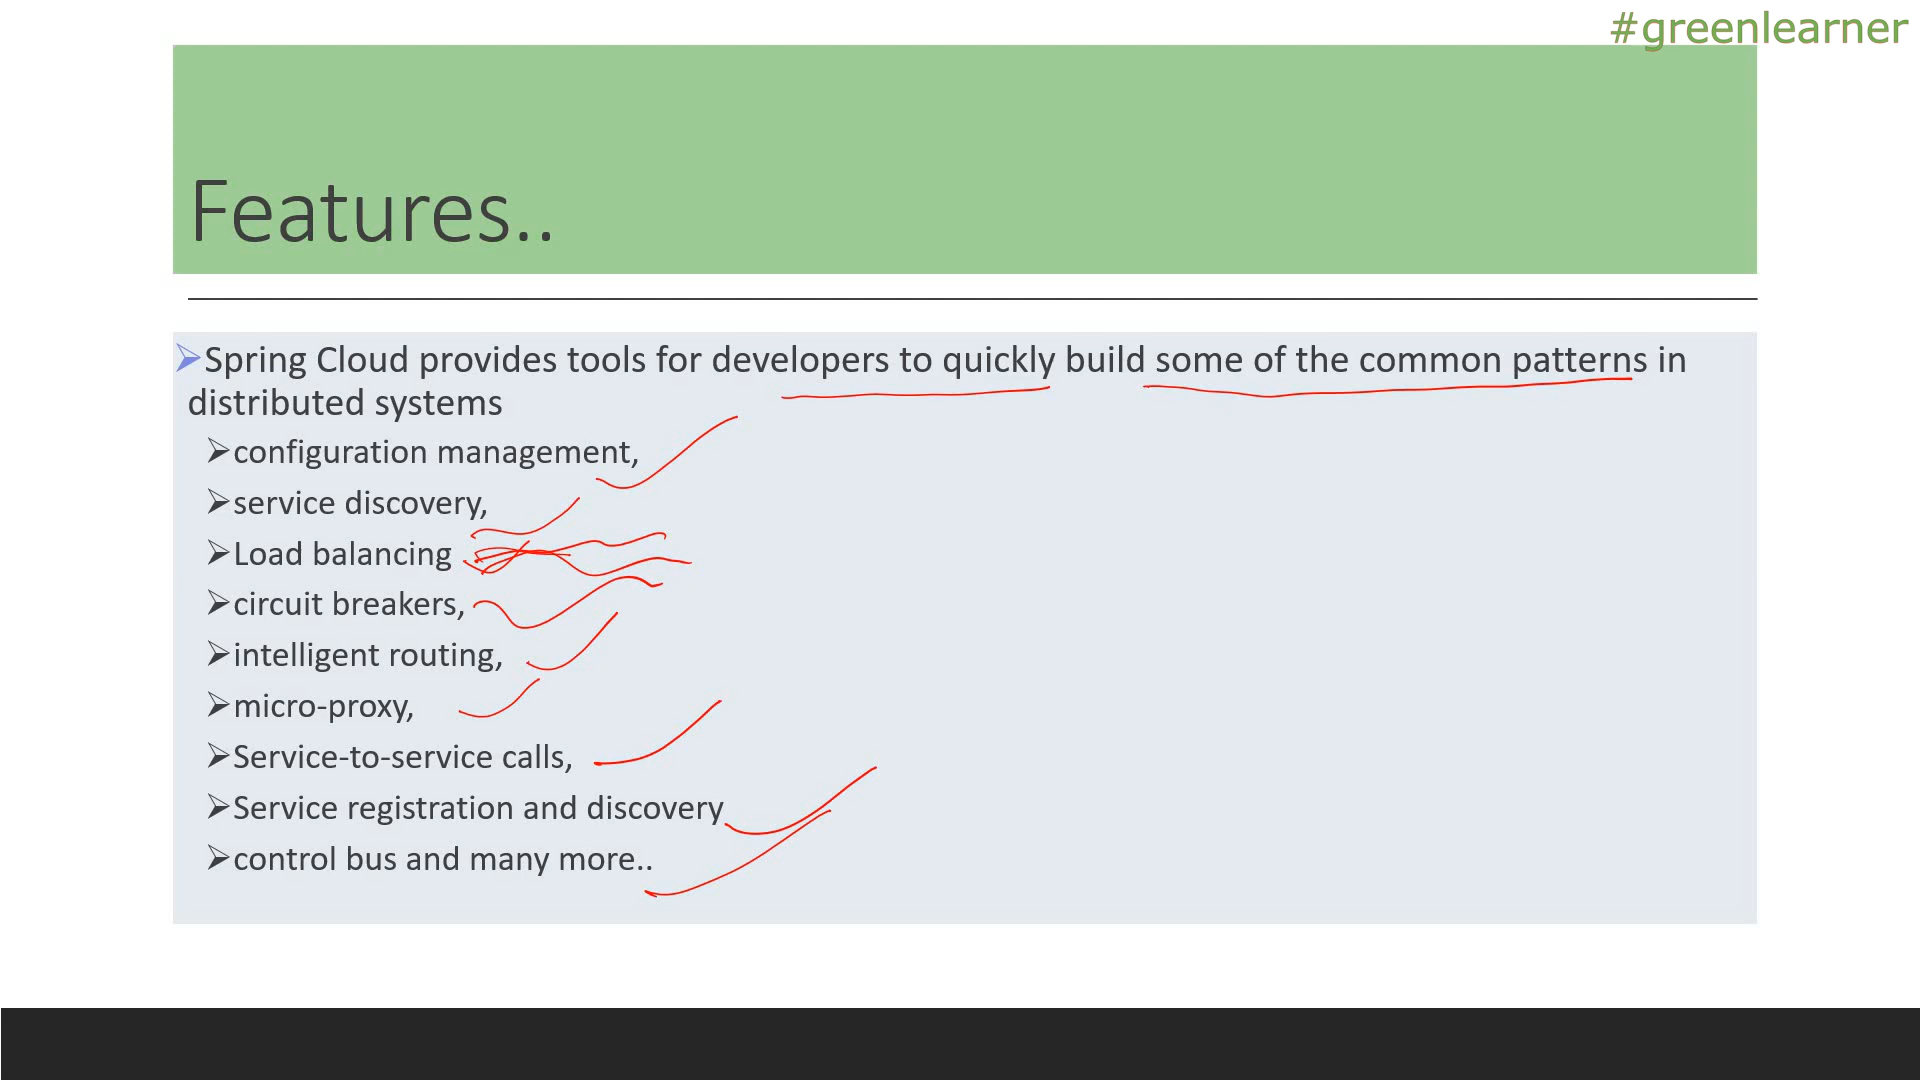 #greenlearner
Features..
Spring Cloud provides tools for developers to quickly build some of the common patterns in
distributed systems
configuration management,
service discovery,
Load balancing
circuit breakers,
intelligent routing,
micro-proxy,
Service-to-service calls,
Service registration and discovery
control bus and many more..